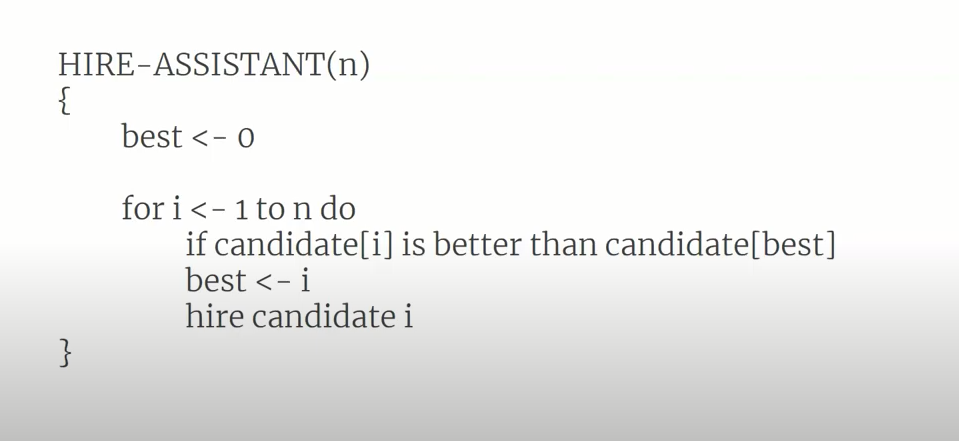 HIRE-ASSISTANT(n)
{
best <- 0
for i <- 1 to n do
if candidate[i] is better than candidate[best]
best <- i
hire candidate i
}